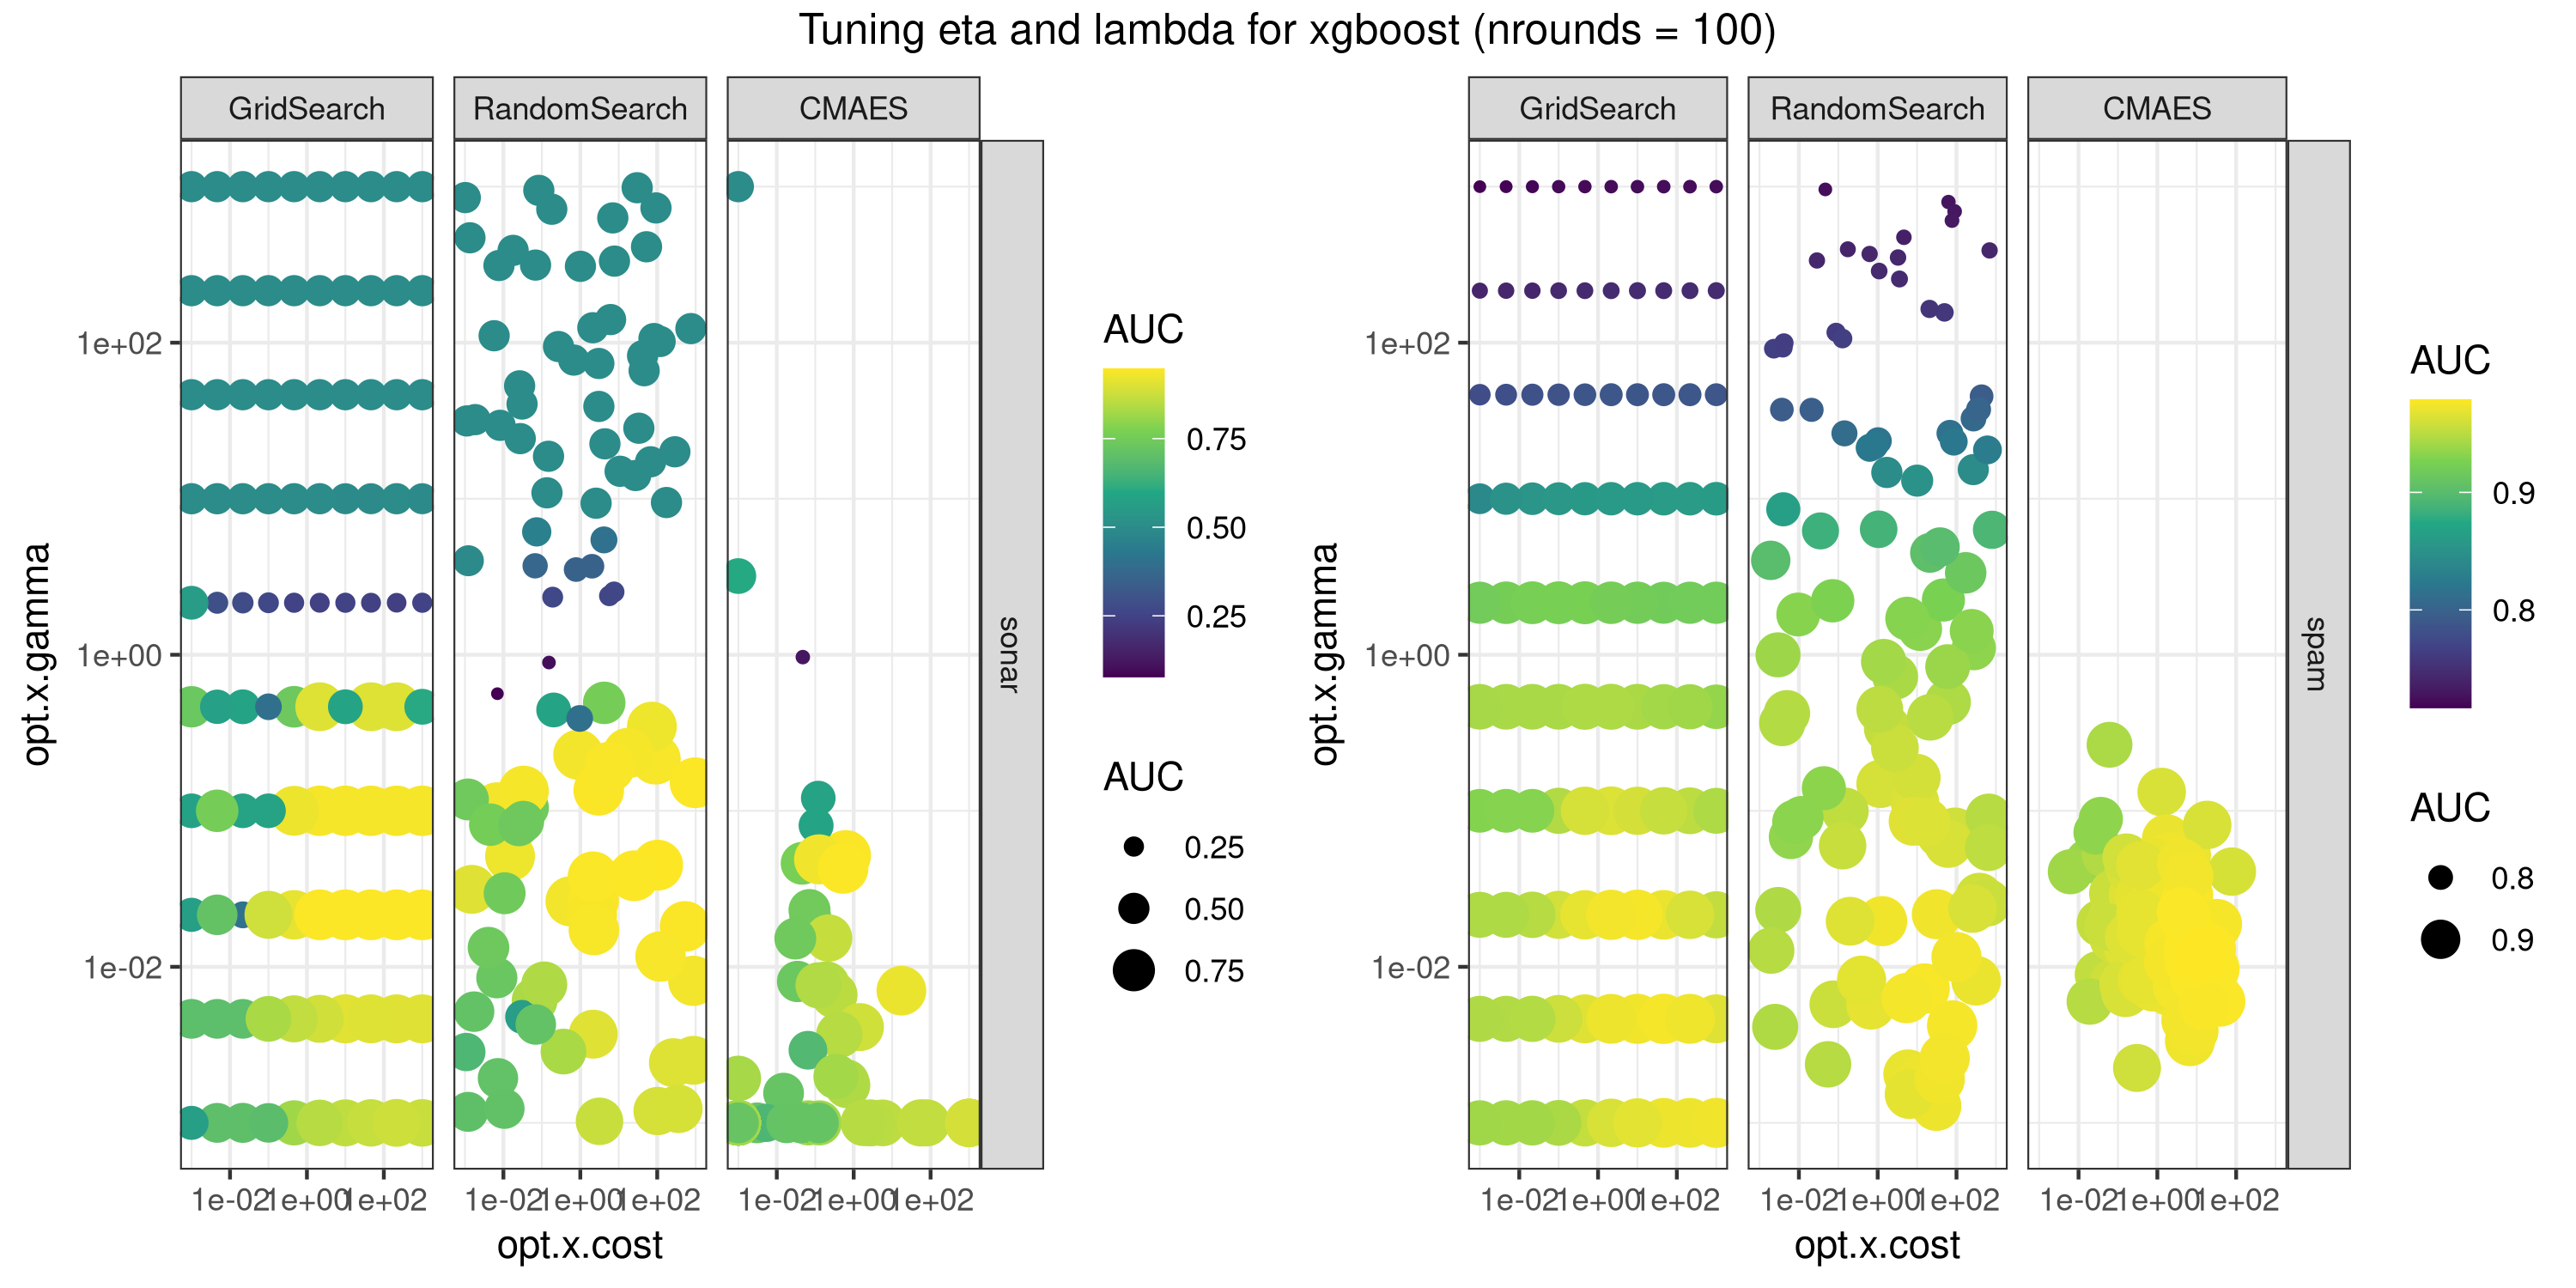 Tuning eta and lambda for xgboost (nrounds = 100)
GridSearch RandomSearch CMAES
opt.x.gamma
1e+02
1e+00
1e-02
1e-02 1e+00 1e+02 1e-02 1e+00 1e+02 1e-02 1e+00 1e+02
opt.x.cost
sonar
AUC
0.75
0.50
0.25
AUC
0.25
0.50
0.75
GridSearch RandomSearch CMAES
opt.x.gamma
1e+02
1e+00
1e-02
1e-02 1e+00 1e+02 1e-02 1e+00 1e+02 1e-02 1e+00 1e+02
opt.x.cost
spam
AUC
0.9
0.8
AUC
0.8
0.9